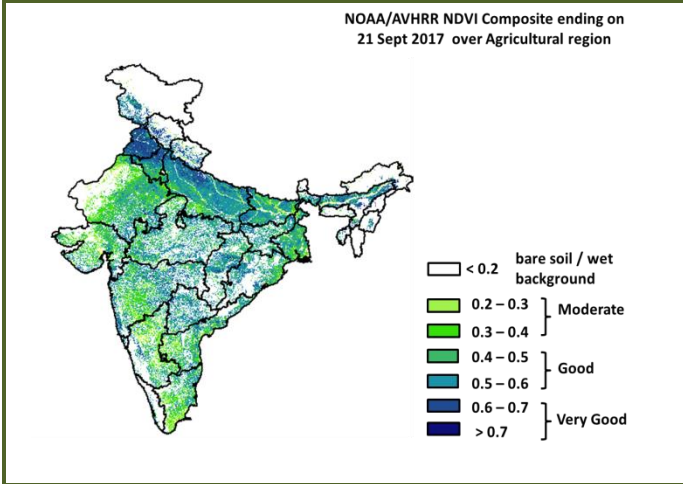 NOAA/AVHRR NDVI Composite ending on
21 Sept 2017 over Agricultural region
< 0.2 bare soil / wet
background
0.2 – 0.3
Moderate
0.3 – 0.4
0.4 – 0.5
Good
0.5 – 0.6
0.6 – 0.7
Very Good
> 0.7